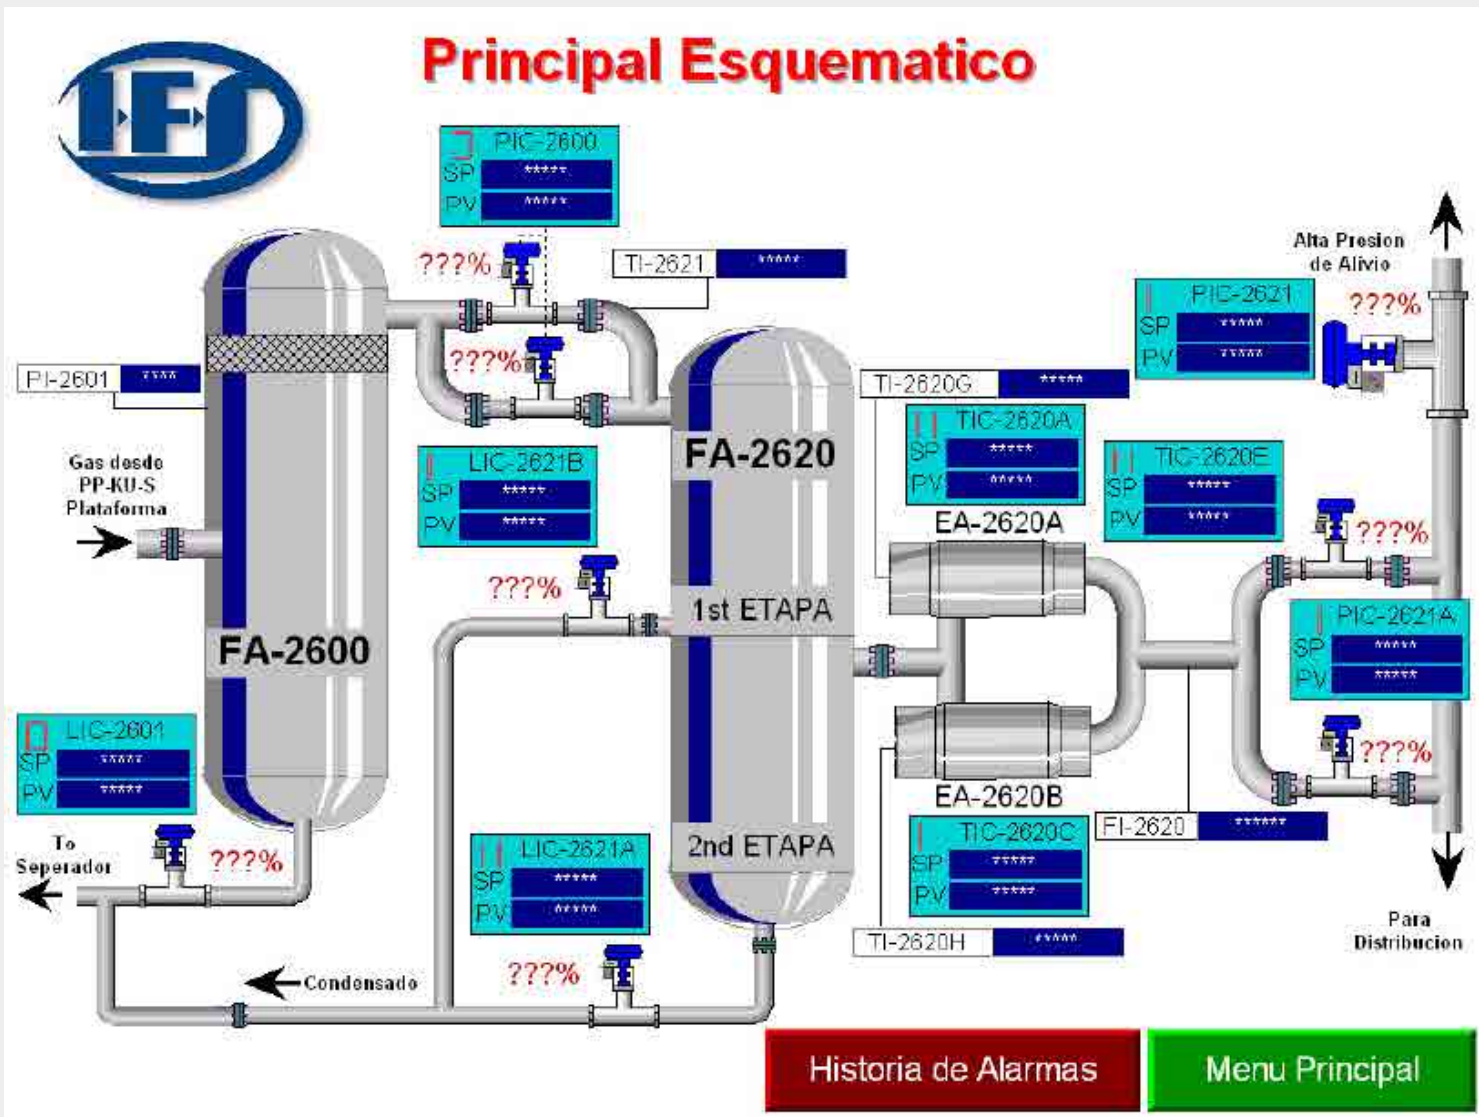 Principal Esquematico
IFS
PIC-2600
SP *****
PV *****
???%
TI-2621 *****
Alta Presion
de Alivio
PIC-2621
SP *****
PV *****
???%
???%
PI-2601 ****
TI-2620G *****
TIC-2620A
SP *****
PV *****
FA-2620
LIC-2621B
SP *****
PV *****
TIC-2620E
SP *****
PV *****
Gas desde
PP-KU-S
Plataforma
EA-2620A
???%
???%
1st ETAPA
PIC-2621A
SP *****
PV *****
FA-2600
LIC-2601
SP *****
PV *****
???%
EA-2620B
FI-2620 ******
TIC-2620C
SP *****
PV *****
To
Seperador
???%
LIC-2621A
SP *****
PV *****
2nd ETAPA
TI-2620H *****
Para
Distribucion
???%
Condensado
Historia de Alarmas
Menu Principal